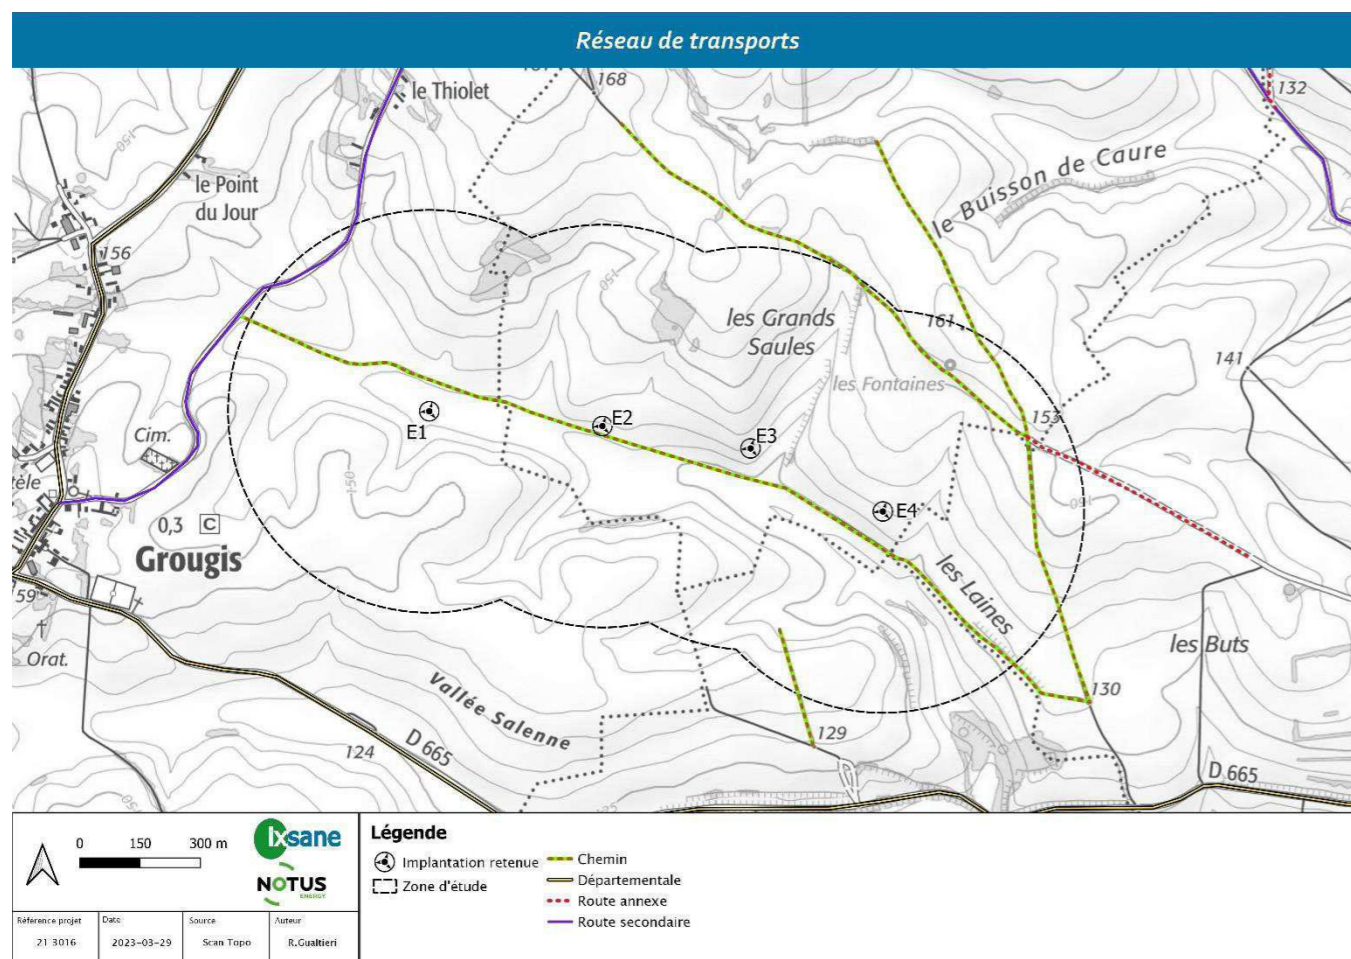 Réseau de transports
168
132
le Thiolet
150
le Buisson de Caure
le Point
du Jour
156
150
les Grands
Saules
161
141
les Fontaines
153
E1
E2
E3
Cim.
tèle
150
E4
150
0,3 C
Grougis
les Laines
59
Orat.
les Buts
Vallée Salenne
130
129
124
D 665
D 665
0 150 300 m
Ixsane
NOTUS
ENERGY
Légende
Implantation retenue
Zone d'étude
Chemin
Départementale
Route annexe
Route secondaire
Réference projet
21 3016
Date
2023-03-29
Source
Scan Topo
Auteur
R.Gualtieri